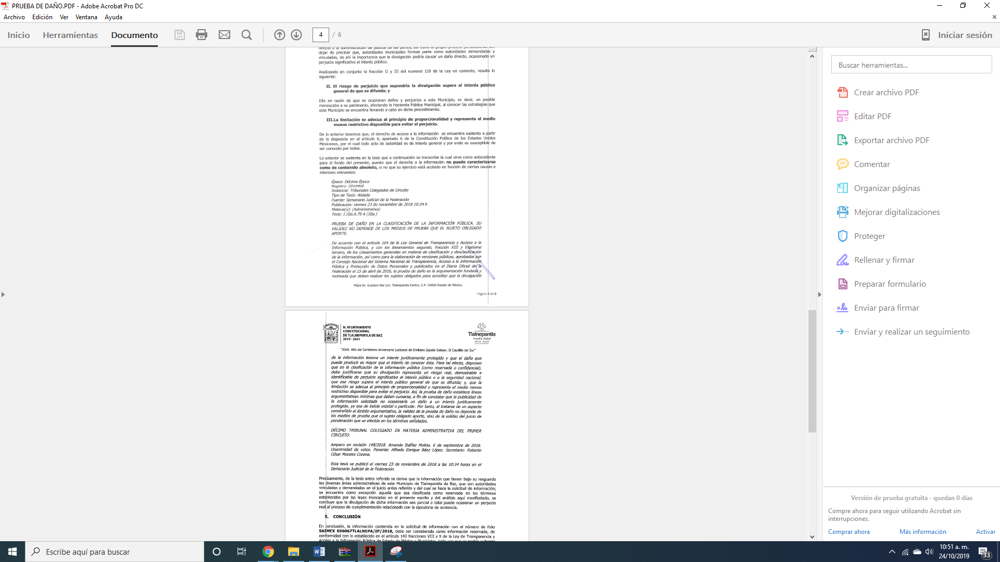 PRUEBA DE DAÑO.PDF - Adobe Acrobat Pro DC
Archivo Edición Ver Ventana Ayuda
Inicio Herramientas Documento 4 / 6 Iniciar sesión
dejar de precisar que, autoridades municipales forman parte como autoridades demandadas y
vinculadas, de ahí la importancia que la divulgación podría causar un daño directo, ocasionado un
perjuicio significativo al interés público.
Analizando en conjunto la fracción II y III del numeral 129 de la Ley en comento, resulta lo
siguiente:
II. El riesgo de perjuicio que supondría la divulgación supera el interés público
general de que se difunda; y
Ello en razón de que se ocasionan daños y perjuicios a este Municipio, es decir, un posible
menoscabo a su patrimonio, afectando la Hacienda Pública Municipal, al conocer las estrategias que
este Municipio se encuentra llevando a cabo en dicho procedimiento.
III.La limitación se adecua al principio de proporcionalidad y representa el medio
menos restrictivo disponible para evitar el perjuicio.
De lo anterior tenemos que, el derecho de acceso a la información se encuentra sustento a partir
de lo dispuesto en el artículo 6, apartado A de la Constitución Política de los Estados Unidos
Mexicanos, por el cual todo acto de autoridad es de interés general y por ende es susceptible de
ser conocido por todos.
Lo anterior se sustenta en la tesis que a continuación se transcribe la cual sirve como antecedente
para el fondo del presente, puesto que el derecho a la información no puede caracterizarse
como de contenido absoluto, si no que su ejercicio está acotado en función de ciertas causas e
intereses relevantes:
Época: Décima Época
Registro: 2018460
Instancia: Tribunales Colegiados de Circuito
Tipo de Tesis: Aislada
Fuente: Semanario Judicial de la Federación
Publicación: viernes 23 de noviembre de 2018 10:34 h
Materia(s): (Administrativa)
Tesis: I.10o.A.79 A (10a.)
PRUEBA DE DAÑO EN LA CLASIFICACIÓN DE LA INFORMACIÓN PÚBLICA. SU
VALIDEZ NO DEPENDE DE LOS MEDIOS DE PRUEBA QUE EL SUJETO OBLIGADO
APORTE.
De acuerdo con el artículo 104 de la Ley General de Transparencia y Acceso a la
Información Pública, y con los lineamientos segundo, fracción XIII y trigésimo
tercero, de los Lineamientos generales en materia de clasificación y desclasificación
de la información, así como para la elaboración de versiones públicas, aprobados por
el Consejo Nacional del Sistema Nacional de Transparencia, Acceso a la Información
Pública y Protección de Datos Personales y publicados en el Diario Oficial de la
Federación el 15 de abril de 2016, la prueba de daño es la argumentación fundada y
motivada que deben realizar los sujetos obligados para acreditar que la divulgación
Plaza Dr. Gustavo Baz s/n, Tlalnepantla Centro, C.P. 54000 Estado de México.
Página 4 de 6
H. AYUNTAMIENTO
CONSTITUCIONAL
DE TLALNEPANTLA DE BAZ
2019 - 2021
Tlalnepantla
nuestra ciudad
2019 2021
"2019. Año del Centésimo Aniversario Luctuoso de Emiliano Zapata Salazar. El Caudillo del Sur"
de la información lesiona un interés jurídicamente protegido y que el daño que
puede producir es mayor que el interés de conocer ésta. Para tal efecto, disponen
que en la clasificación de la información pública (como reservada o confidencial),
debe justificarse que su divulgación representa un riesgo real, demostrable e
identificable de perjuicio significativo al interés público o a la seguridad nacional;
que ese riesgo supera el interés público general de que se difunda; y, que la
limitación se adecua al principio de proporcionalidad y representa el medio menos
restrictivo disponible para evitar el perjuicio. Así, la prueba de daño establece líneas
argumentativas mínimas que deben cursarse, a fin de constatar que la publicidad de
la información solicitada no ocasionaría un daño a un interés jurídicamente
protegido, ya sea de índole estatal o particular. Por tanto, al tratarse de un aspecto
constreñido al ámbito argumentativo, la validez de la prueba de daño no depende de
los medios de prueba que el sujeto obligado aporte, sino de la solidez del juicio de
ponderación que se efectúe en los términos señalados.
DÉCIMO TRIBUNAL COLEGIADO EN MATERIA ADMINISTRATIVA DEL PRIMER
CIRCUITO.
Amparo en revisión 149/2018. Amanda Ibáñez Molina. 6 de septiembre de 2018.
Unanimidad de votos. Ponente: Alfredo Enrique Báez López. Secretario: Roberto
César Morales Corona.
Esta tesis se publicó el viernes 23 de noviembre de 2018 a las 10:34 horas en el
Semanario Judicial de la Federación.
Precisamente, de la tesis antes referida se deriva que la información que tienen bajo su resguardo
las diversas áreas administrativas de este Municipio de Tlalnepantla de Baz, que son autoridades
vinculadas y demandadas en el juicio antes referido y del cual se hace la solicitud de información;
se encuentra como excepción aquella que sea clasificada como reservada en los términos
establecidos por las leyes invocadas en el presente escrito y del análisis aquí manifestado, se
concluye que la divulgación de dicha información sea parcial o total puede ocasionar un perjuicio
real al proceso de cumplimentación relacionado con la ejecutoria de sentencia.
5. CONCLUSIÓN
En conclusión, la información contenida en la solicitud de información con el número de folio
SAIMEX 006067TLALNEPA/IP/2018, debe ser considerada como información reservada, de
conformidad con lo establecido en el artículo 140 fracciones VIII y X de la Ley de Transparencia y
Buscar herramientas...
Crear archivo PDF
Editar PDF
Exportar archivo PDF
Comentar
Organizar páginas
Mejorar digitalizaciones
Proteger
Rellenar y firmar
Preparar formulario
Enviar para firmar
Enviar y realizar un seguimiento
Versión de prueba gratuita - quedan 0 días
Compre ahora para seguir utilizando Acrobat sin
interrupciones.
Comprar ahora Más información Activar
Escribe aquí para buscar
10:51 a. m.
24/10/2019
33